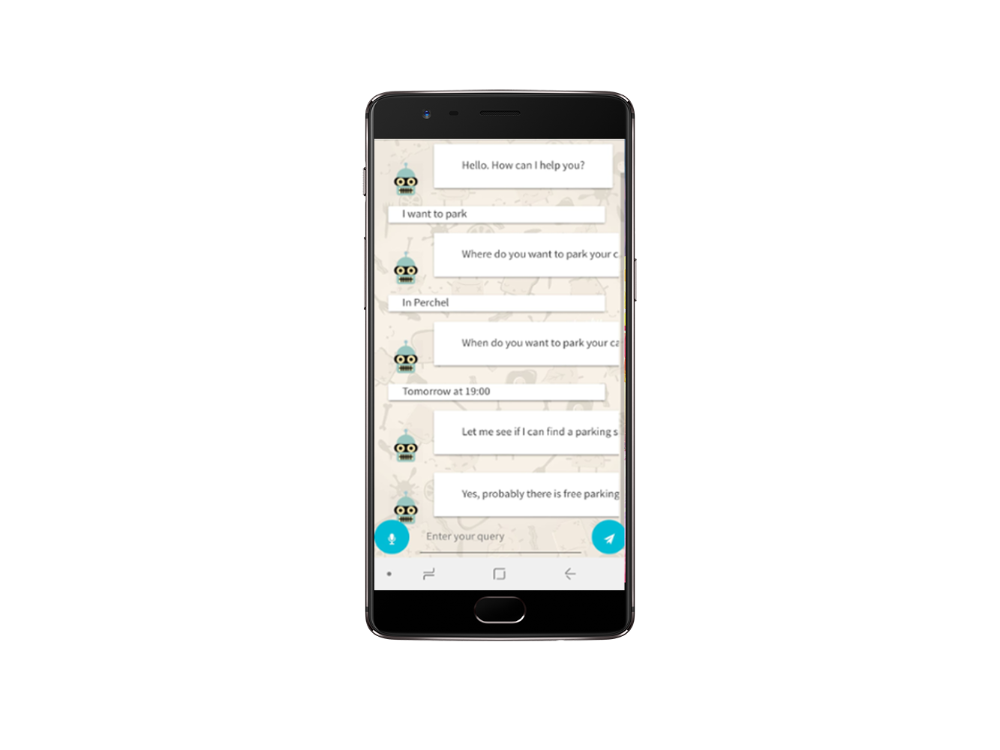 Hello. How can I help you?
I want to park
Where do you want to park your c
In Perchel
When do you want to park your ca
Tomorrow at 19:00
Let me see if I can find a parking s
Yes, probably there is free parking
Enter your query